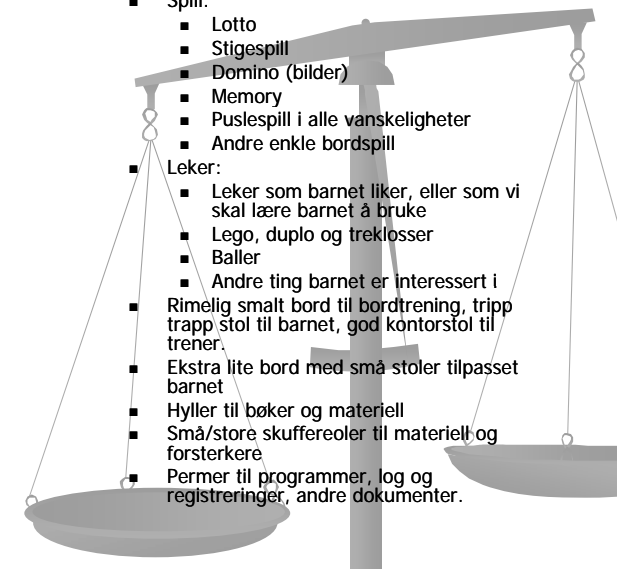 ▪ Spill:
▪ Lotto
▪ Stigespill
▪ Domino (bilder)
▪ Memory
▪ Puslespill i alle vanskeligheter
▪ Andre enkle bordspill
▪ Leker:
▪ Leker som barnet liker, eller som vi
skal lære barnet å bruke
▪ Lego, duplo og treklosser
▪ Baller
▪ Andre ting barnet er interessert i
▪ Rimelig smalt bord til bordtrening, tripp
trapp stol til barnet, god kontorstol til
trener.
▪ Ekstra lite bord med små stoler tilpasset
barnet
▪ Hyller til bøker og materiell
▪ Små/store skuffereoler til materiell og
forsterkere
▪ Permer til programmer, log og
registreringer, andre dokumenter.